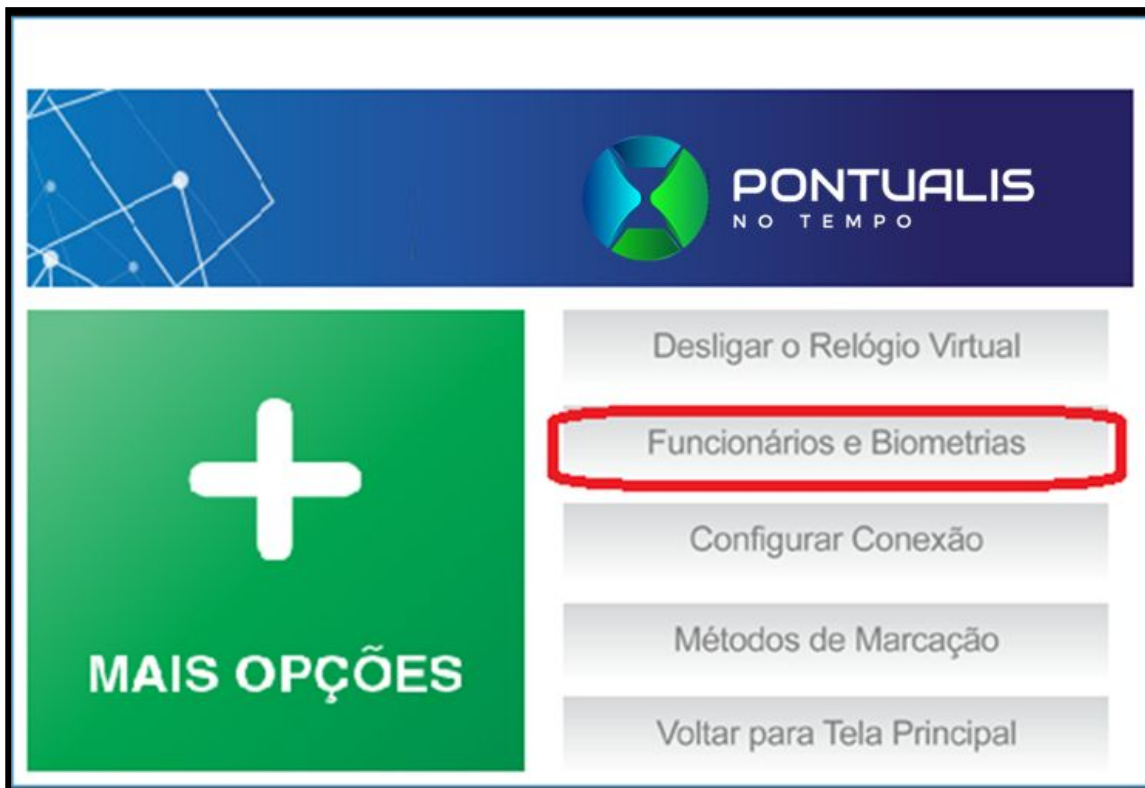 PONTUALIS
NO TEMPO
MAIS OPÇÕES
Desligar o Relógio Virtual
Funcionários e Biometrias
Configurar Conexão
Métodos de Marcação
Voltar para Tela Principal